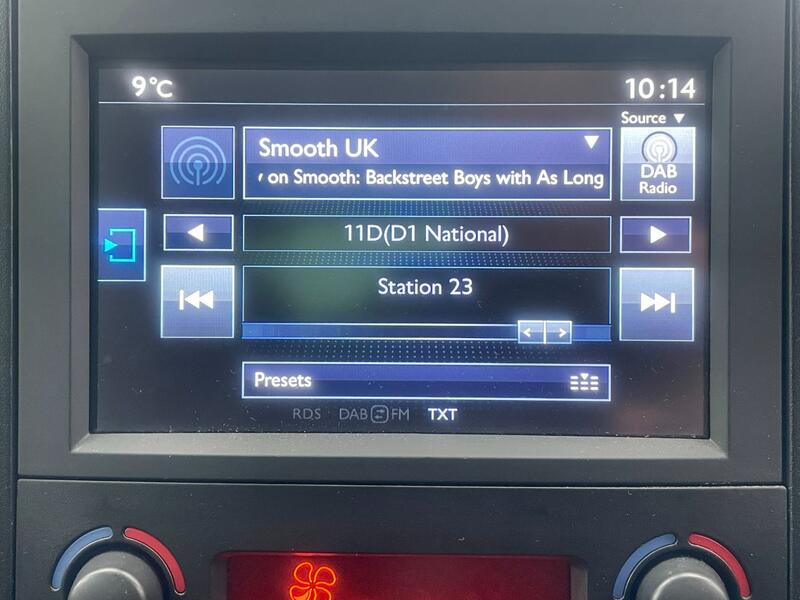 9°C
10:14
Source ▼
Smooth UK
on Smooth: Backstreet Boys with As Long
DAB
Radio
11D(D1 National)
Station 23
Presets
RDS DAB FM TXT